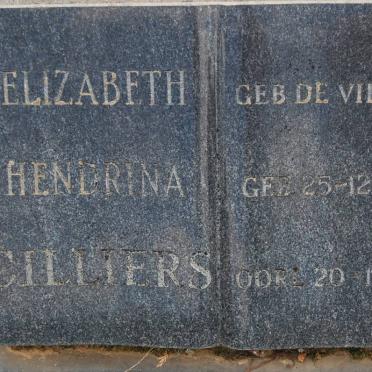 ELIZABETH
HENDRINA
CILLIERS
GEB DE
GEB 25-12
OORL 20-